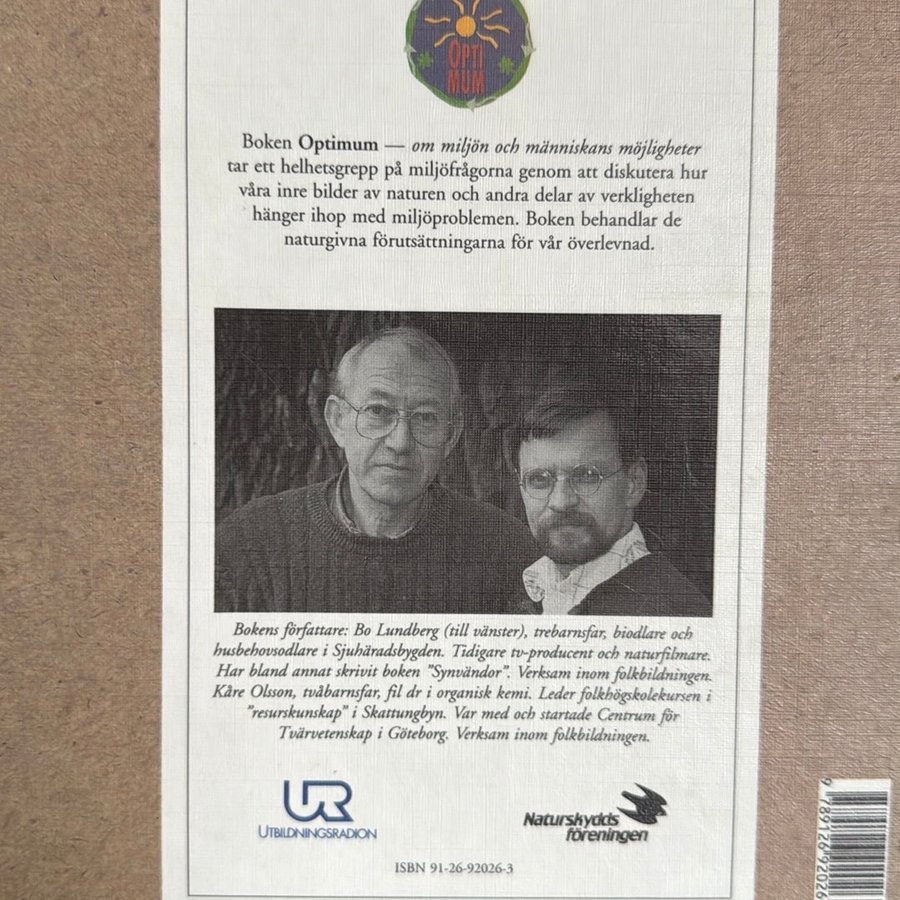 OPTI
MUM
Boken Optimum — om miljön och människans möjligheter
tar ett helhetsgrepp på miljöfrågorna genom att diskutera hur
våra inre bilder av naturen och andra delar av verkligheten
hänger ihop med miljöproblemen. Boken behandlar de
naturgivna förutsättningarna för vår överlevnad.
Bokens författare: Bo Lundberg (till vänster), trebarnsfar, biodlare och
husbehovsodlare i Sjuhäradsbygden. Tidigare tv-producent och naturfilmare.
Har bland annat skrivit boken ”Synvändor”. Verksam inom folkbildningen.
Kåre Olsson, tvåbarnsfar, fil dr i organisk kemi. Leder folkhögskolekursen i
”resurskunskap” i Skattungbyn. Var med och startade Centrum för
Tvärvetenskap i Göteborg. Verksam inom folkbildningen.
UR
UTBILDNINGSRADION
Naturskydds
föreningen
ISBN 91-26-92026-3
9 789126 92026